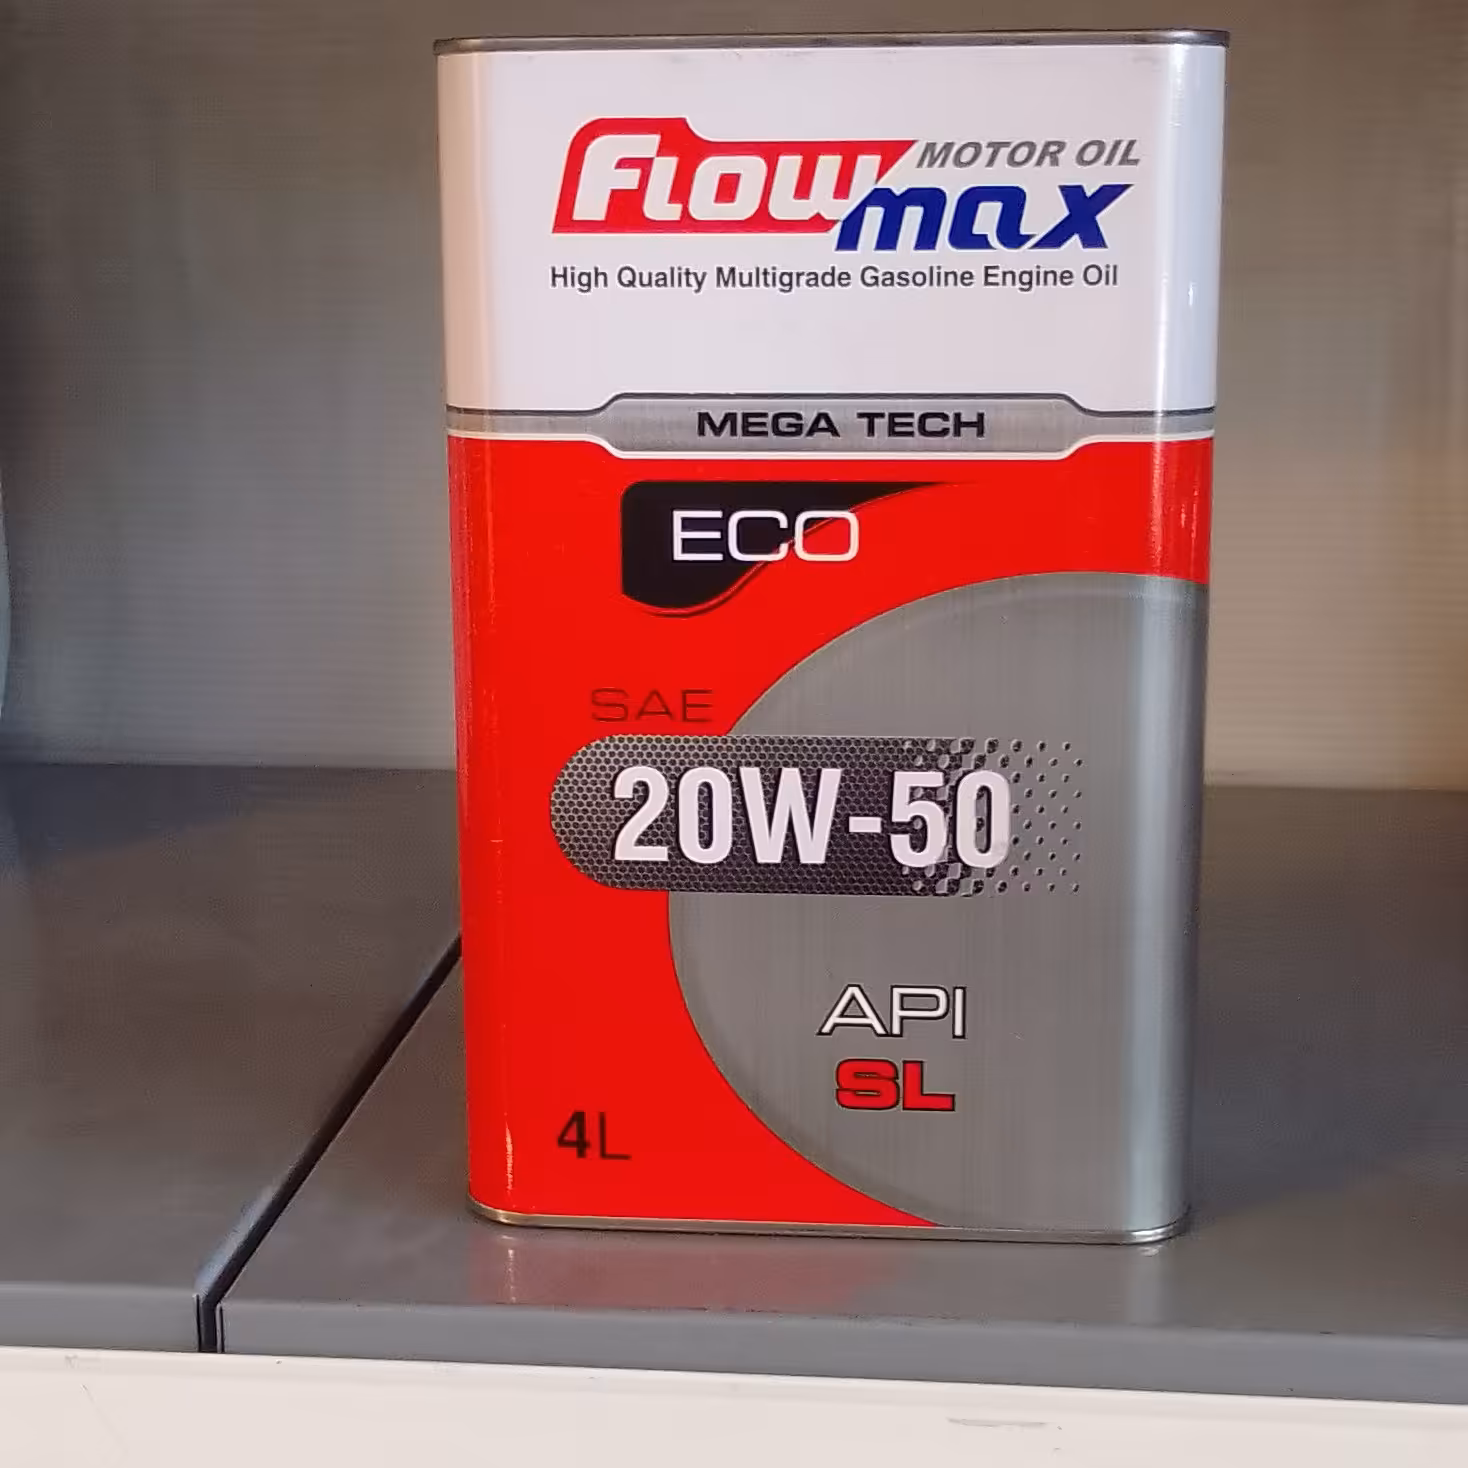 Flow MOTOR OIL
max
High Quality Multigrade Gasoline Engine Oil
MEGA TECH
ECO
SAE
20W-50
API
SL
4L